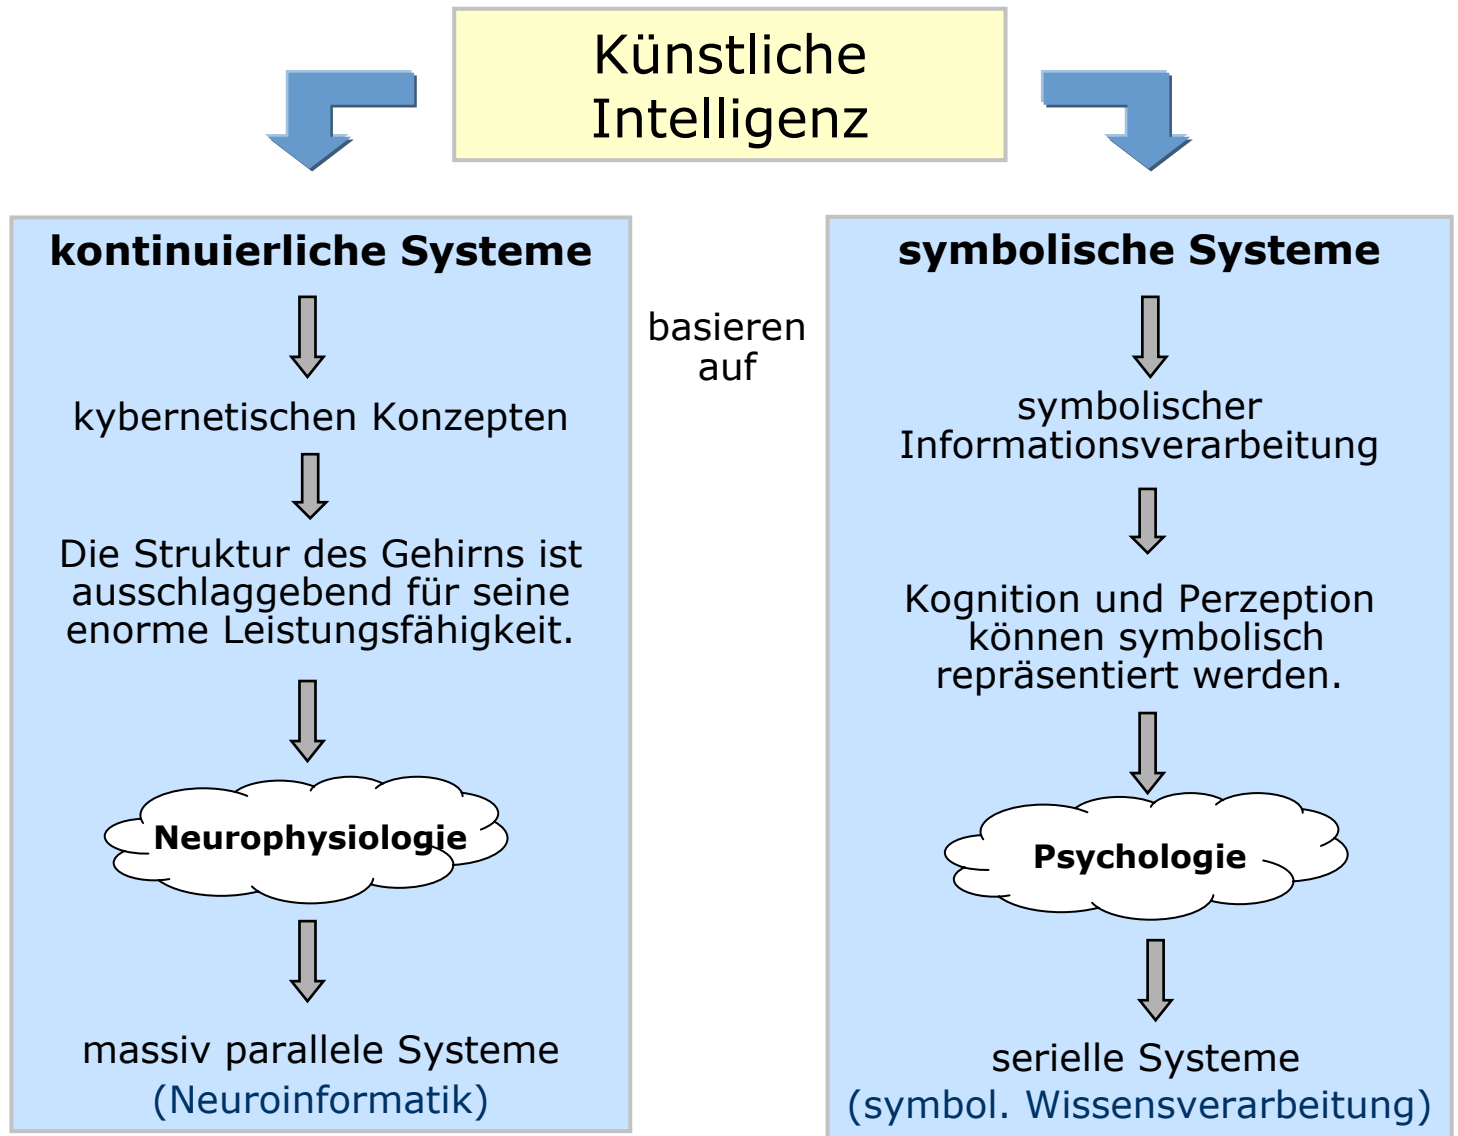 Künstliche
Intelligenz
kontinuierliche Systeme
kybernetischen Konzepten
Die Struktur des Gehirns ist
ausschlaggebend für seine
enorme Leistungsfähigkeit.
Neurophysiologie
massiv parallele Systeme
(Neuroinformatik)
basieren
auf
symbolische Systeme
symbolischer
Informationsverarbeitung
Kognition und Perzeption
können symbolisch
repräsentiert werden.
Psychologie
serielle Systeme
(symbol. Wissensverarbeitung)